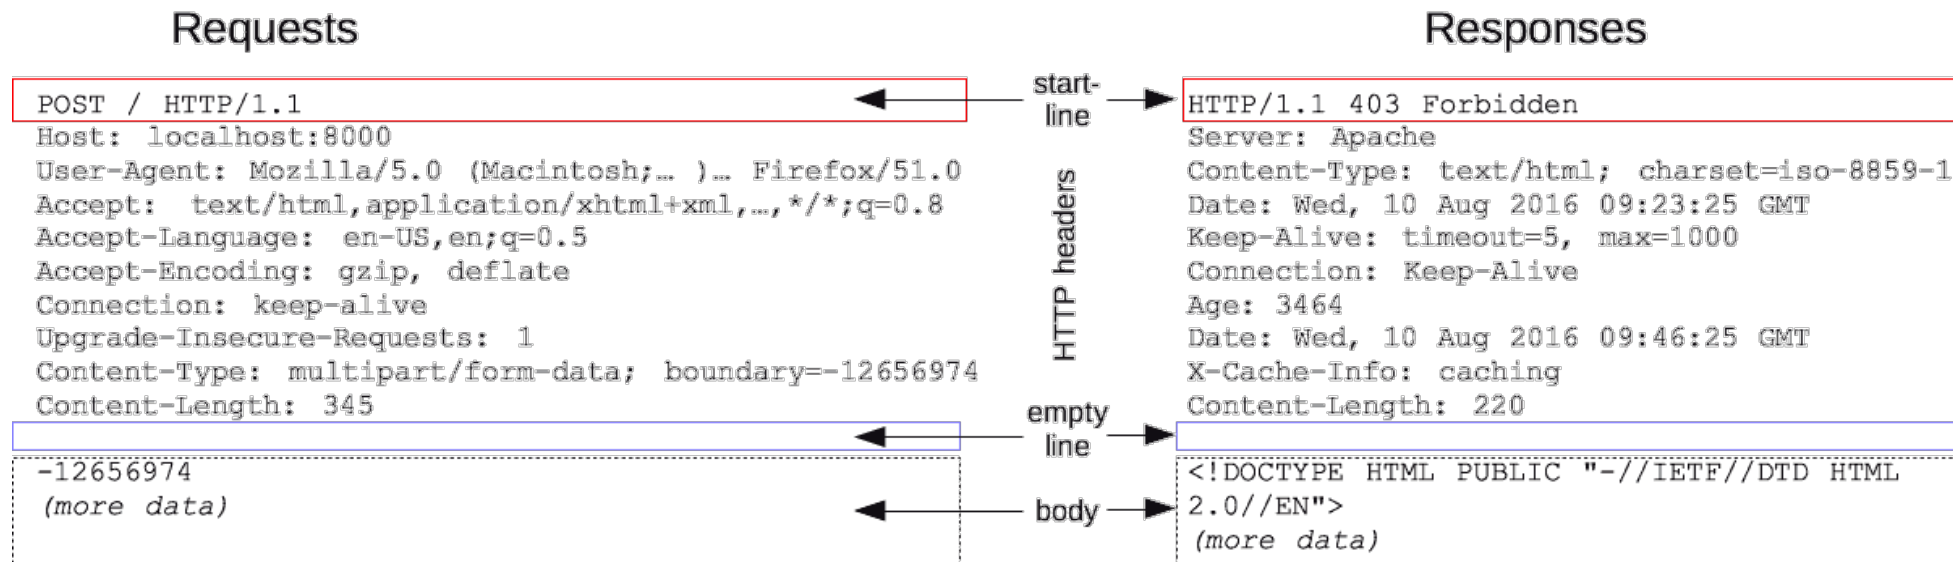 Requests
POST / HTTP/1.1
Host: localhost:8000
User-Agent: Mozilla/5.0 (Macintosh;… )… Firefox/51.0
Accept: text/html,application/xhtml+xml,…,*/*;q=0.8
Accept-Language: en-US,en;q=0.5
Accept-Encoding: gzip, deflate
Connection: keep-alive
Upgrade-Insecure-Requests: 1
Content-Type: multipart/form-data; boundary=-12656974
Content-Length: 345
-12656974
(more data)
start-
line
HTTP headers
empty
line
body
Responses
HTTP/1.1 403 Forbidden
Server: Apache
Content-Type: text/html; charset=iso-8859-1
Date: Wed, 10 Aug 2016 09:23:25 GMT
Keep-Alive: timeout=5, max=1000
Connection: Keep-Alive
Age: 3464
Date: Wed, 10 Aug 2016 09:46:25 GMT
X-Cache-Info: caching
Content-Length: 220
<!DOCTYPE HTML PUBLIC "-//IETF//DTD HTML
2.0//EN">
(more data)